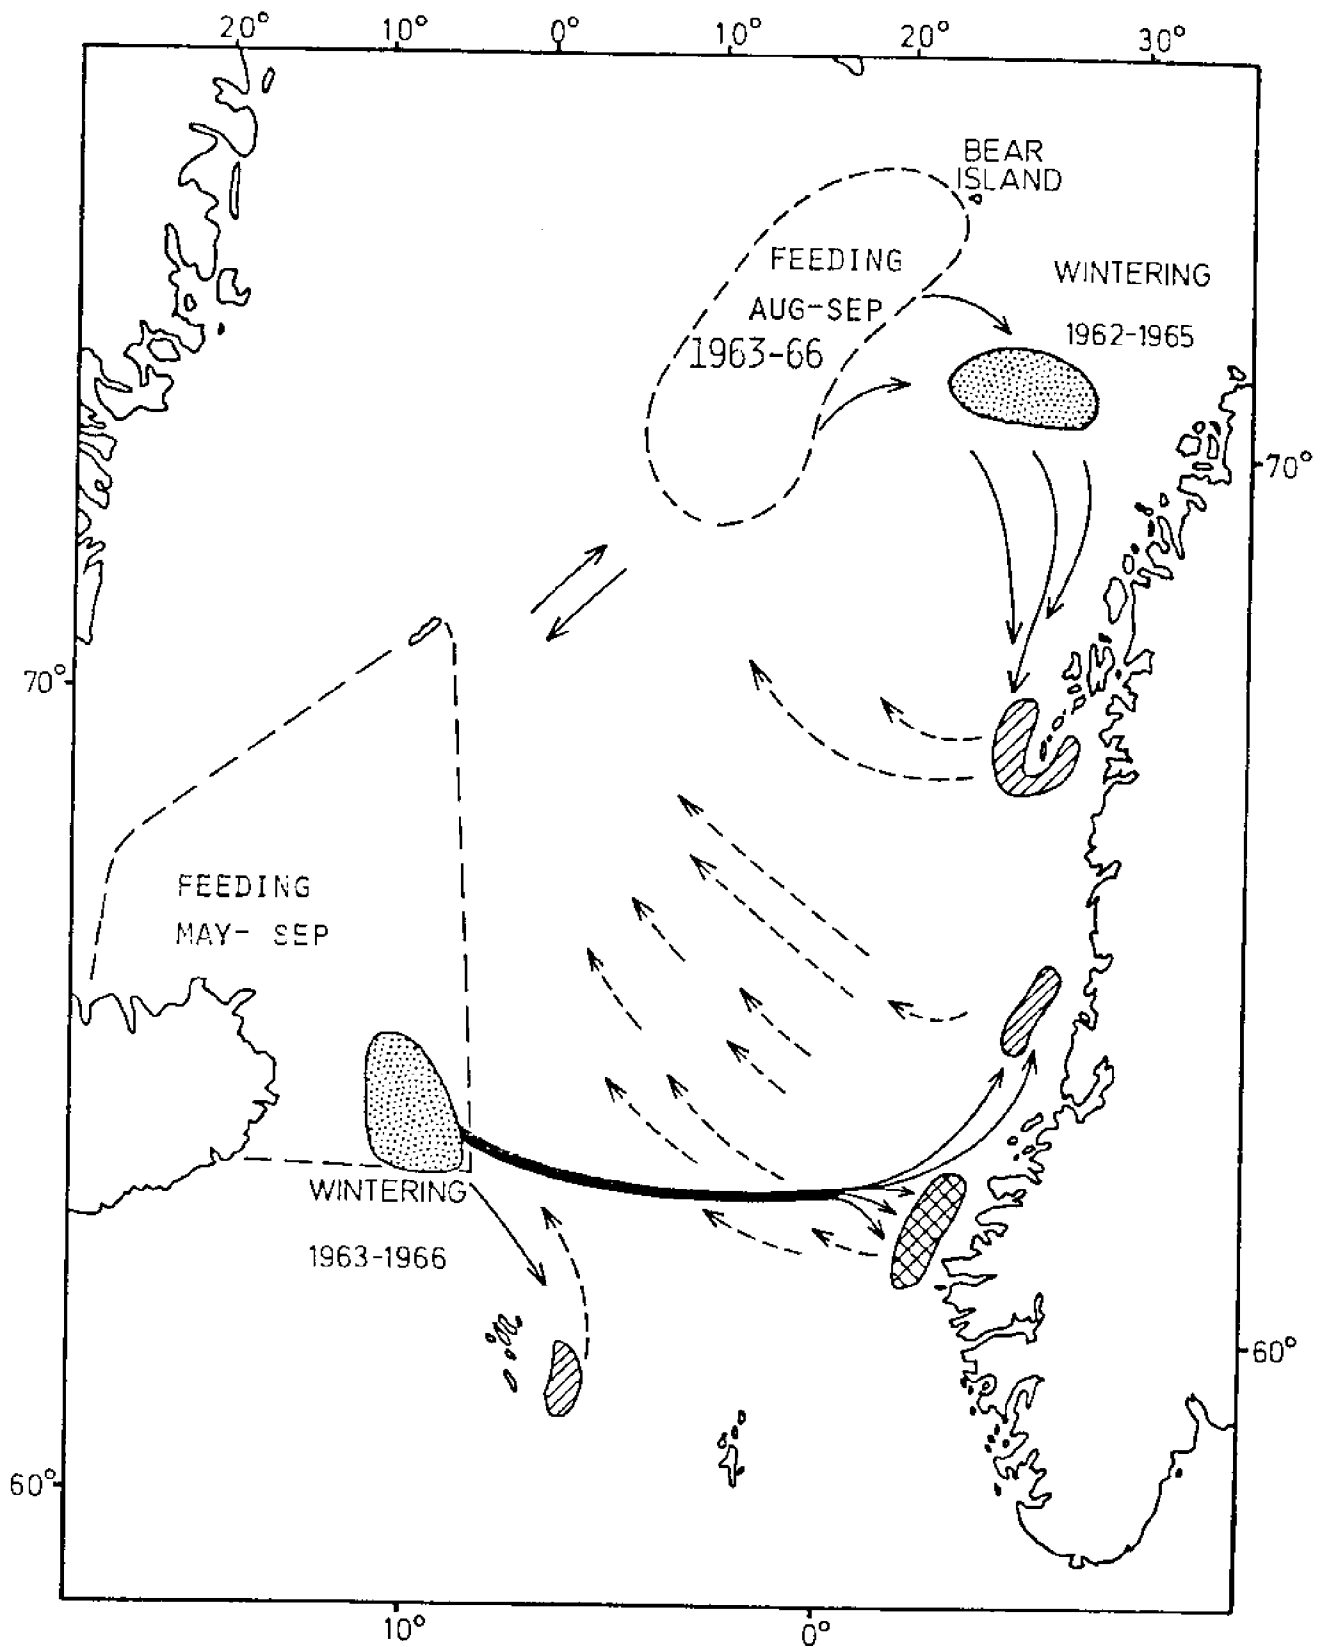 20° 10° 0° 10° 20° 30°
BEAR
ISLAND
FEEDING
AUG-SEP
1963-66
WINTERING
1962-1965
70°
70°
FEEDING
MAY- SEP
WINTERING
1963-1966
60°
60°
10° 0°